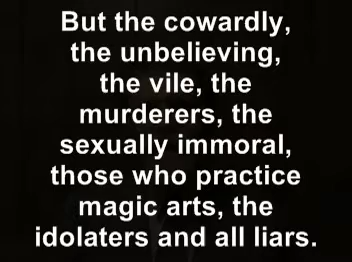 But the cowardly,
the unbelieving,
the vile, the
murderers, the
sexually immoral,
those who practice
magic arts, the
idolaters and all liars.